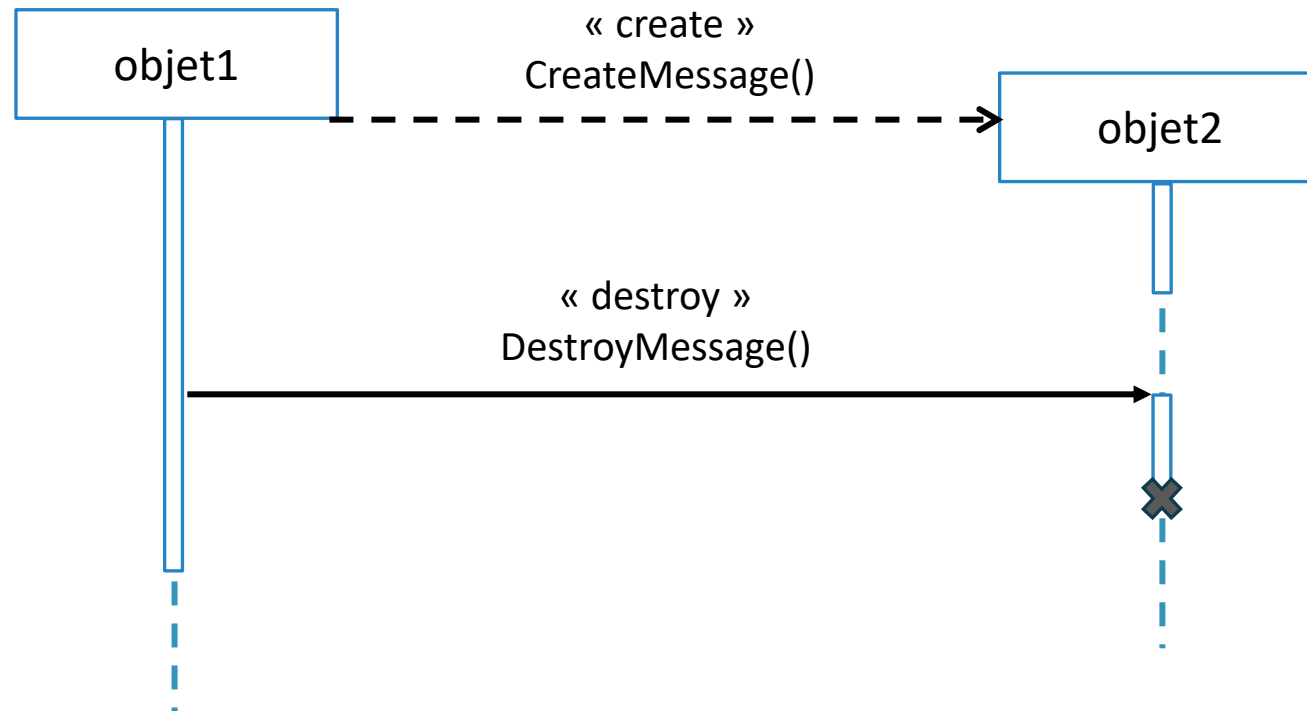 objet1
« create »
CreateMessage()
objet2
« destroy »
DestroyMessage()